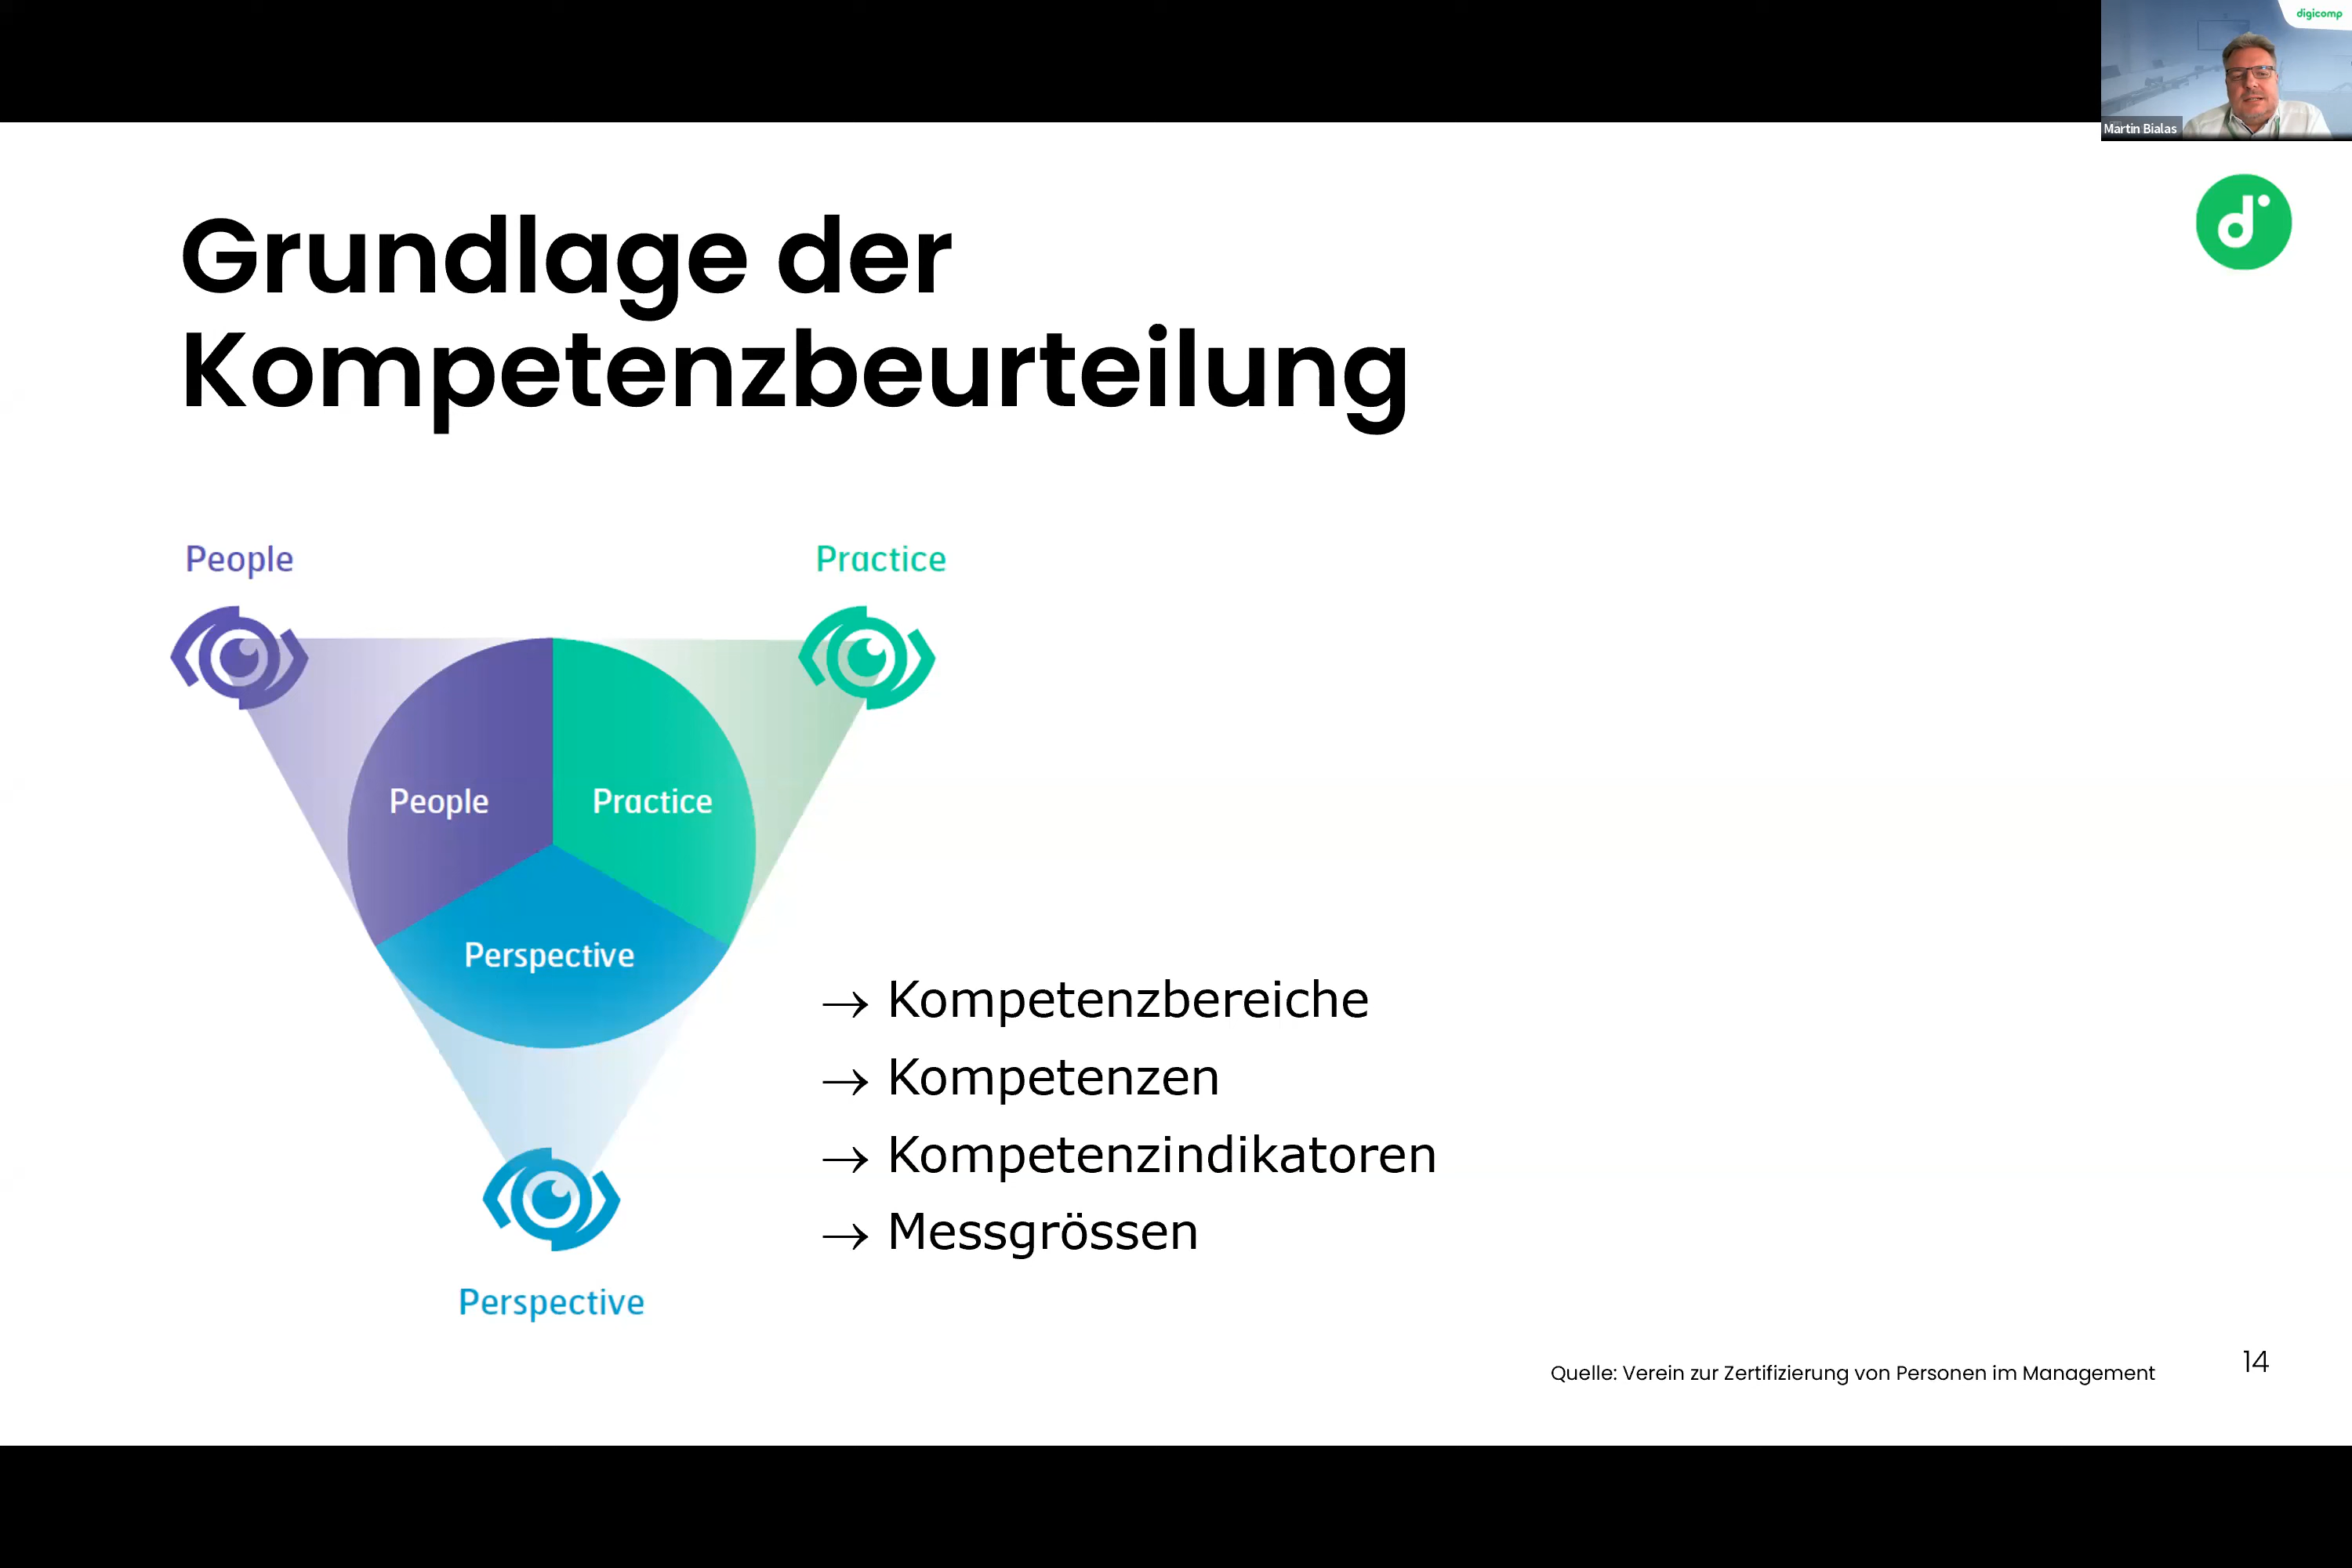 digicomp
Martin Bialas
Grundlage der
Kompetenzbeurteilung
People
Practice
People
Practice
Perspective
→ Kompetenzbereiche
→ Kompetenzen
→ Kompetenzindikatoren
→ Messgrössen
Perspective
Quelle: Verein zur Zertifizierung von Personen im Management
14